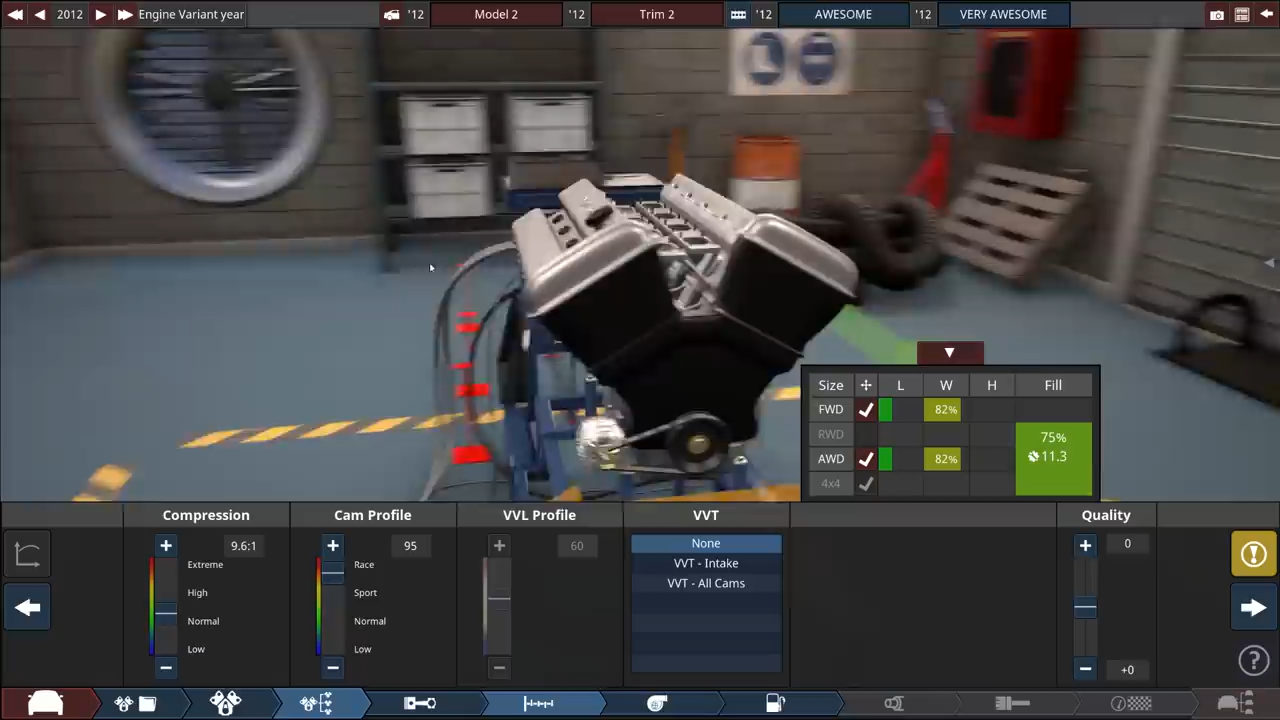 2012 Engine Variant year '12 Model 2 '12 Trim 2 '12 AWESOME '12 VERY AWESOME
Size L W H Fill
FWD 82%
RWD 75%
AWD 82% 11.3
4x4
Compression Cam Profile VVL Profile VVT Quality
9.6:1 95 60 None 0
Extreme Race VVT - Intake
High Sport VVT - All Cams
Normal Normal
Low Low
+0